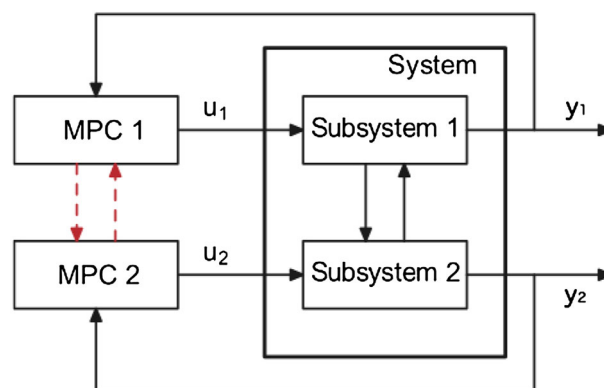 System
MPC 1
u1
Subsystem 1
y1
MPC 2
u2
Subsystem 2
y2